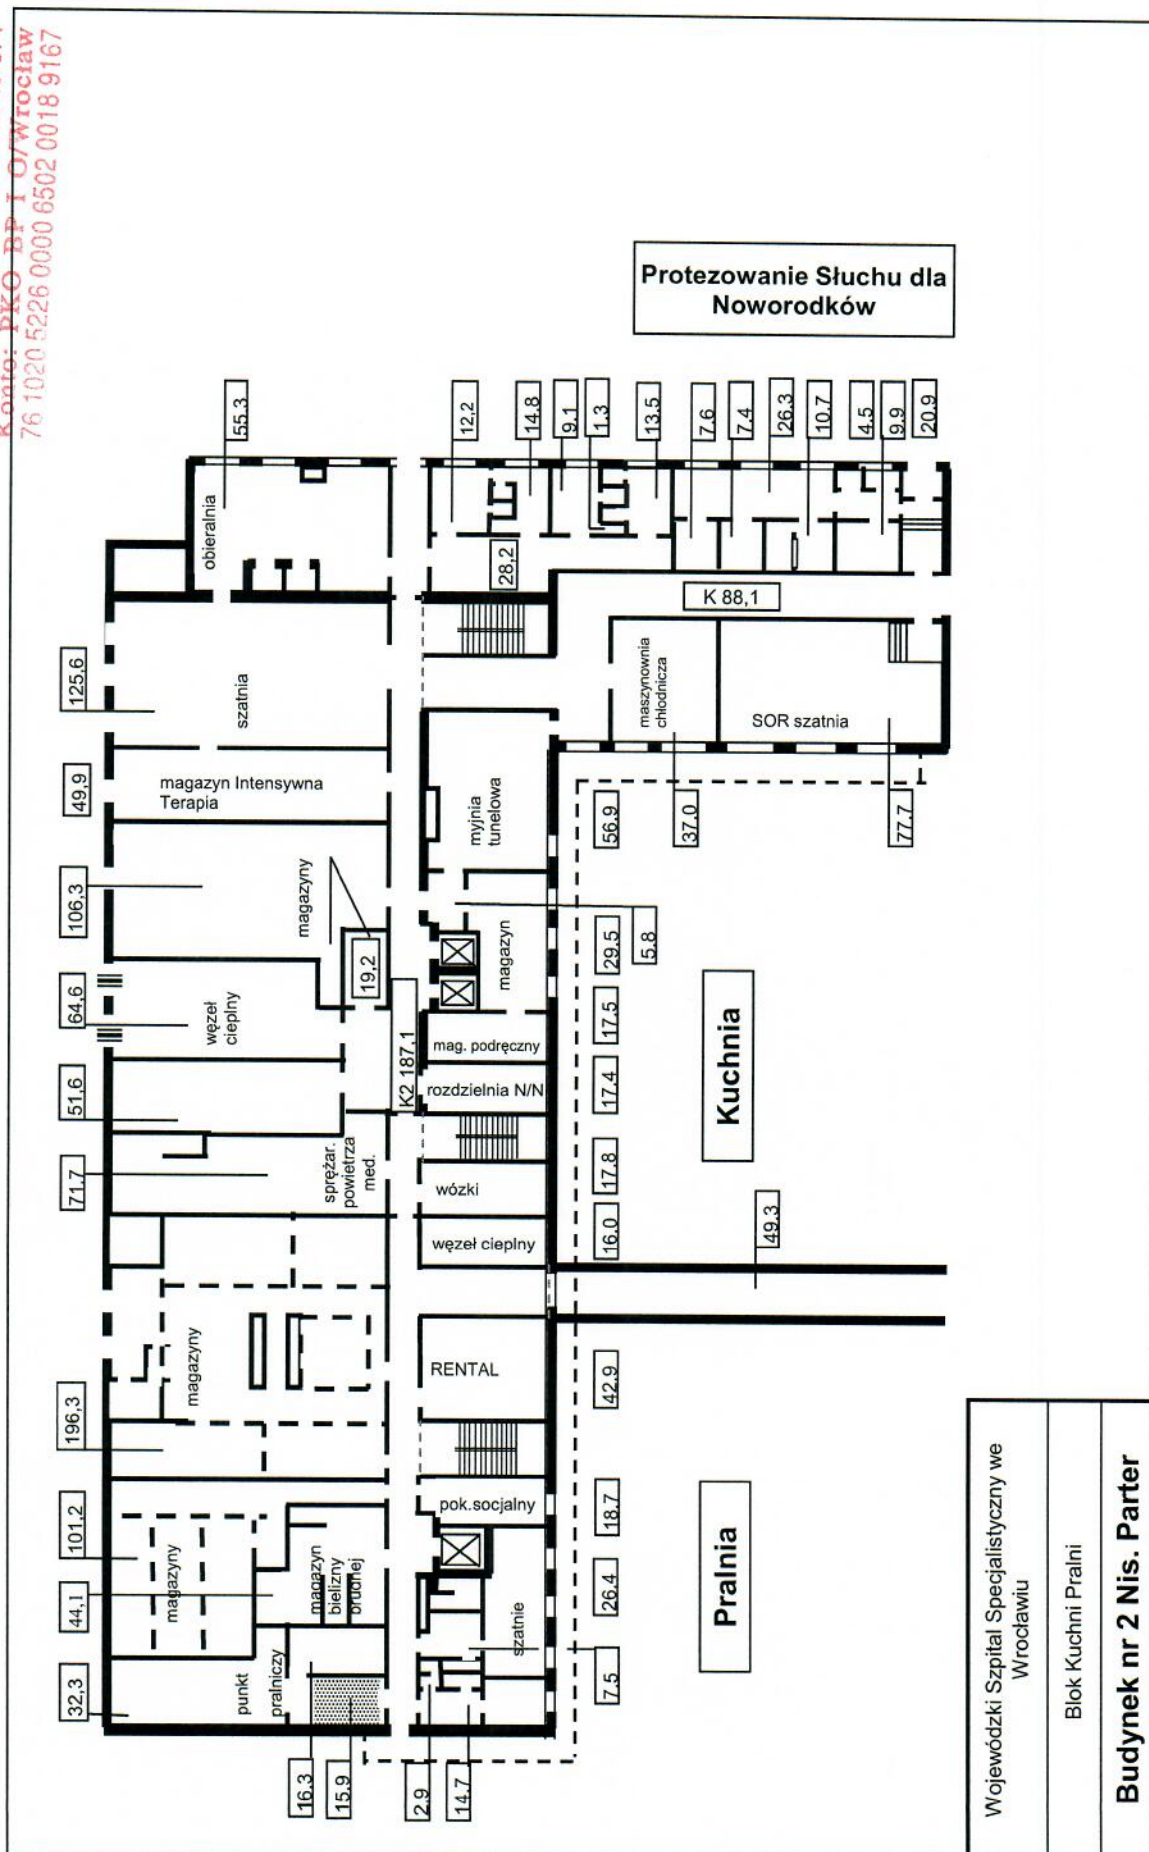 Konto: PKO BP I O/Wrocław
76 1020 5226 0000 6502 0018 9167
32,3
44,1
101,2
196,3
71.7
51,6
64,6
106,3
49,9
125,6
55.3
punkt
pralniczy
magazyny
magazyn
bielizny
brudnej
magazyny
sprężar.
powietrza
med.
węzeł
cieplny
magazyny
19,2
magazyn Intensywna
Terapia
szatnia
obieralnia
16.3
15.9
2.9
14.7
K2 187,1
szatnie
pok.socjalny
RENTAL
węzeł cieplny
wózki
rozdzielnia N/N
mag. podręczny
magazyn
myjnia
tunelowa
28,2
12,2
14.8
9.1
1.3
13.5
7.6
7.4
26.3
10.7
4.5
9.9
20.9
K 88,1
maszynownia
chłodnicza
SOR szatnia
7.5
26.4
18.7
42.9
16.0
17.8
17.4
17.5
29.5
5.8
56.9
37.0
77.7
49.3
Pralnia
Kuchnia
Protezowanie Słuchu dla
Noworodków
Wojewódzki Szpital Specjalistyczny we
Wrocławiu
Blok Kuchni Pralni
Budynek nr 2 Nis. Parter